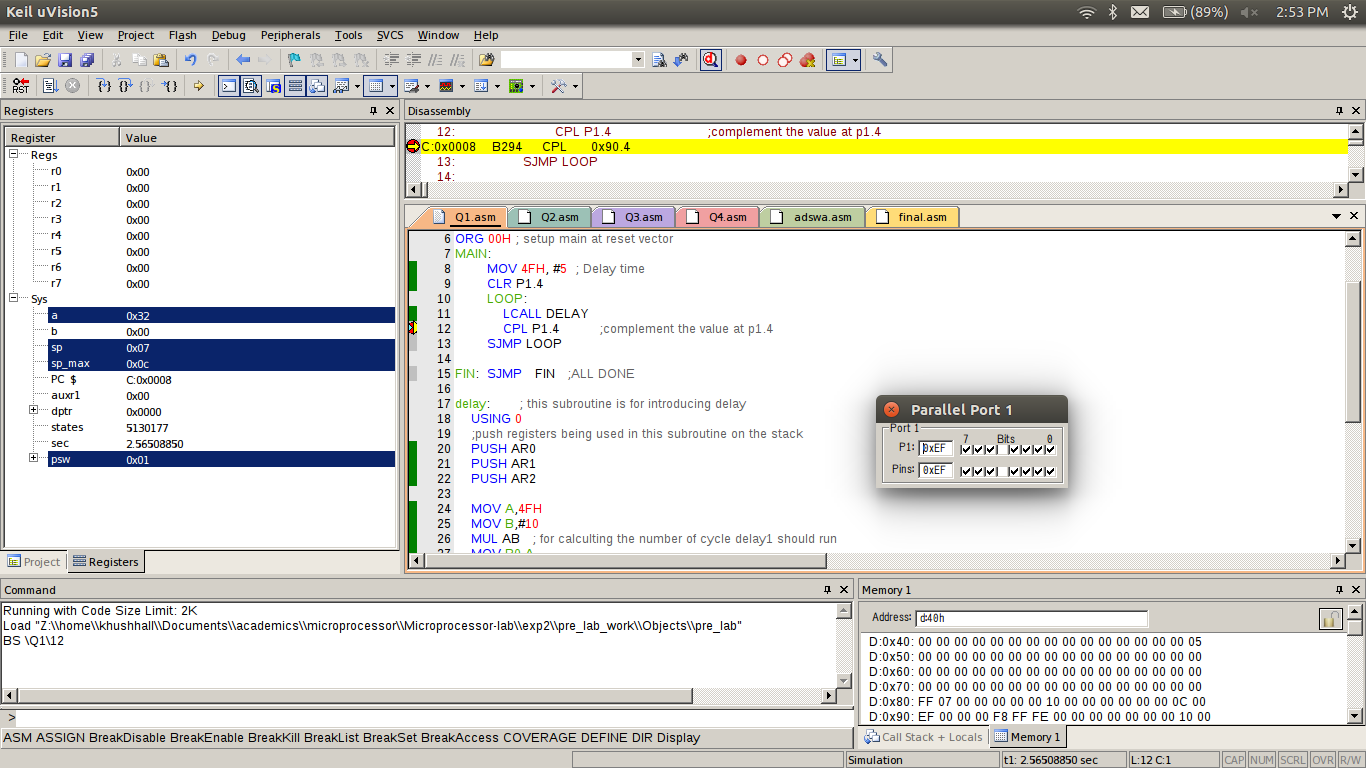 Keil uVision5
(89%)
2:53 PM
File Edit View Project Flash Debug Peripherals Tools SVCS Window Help
Registers
Register Value
Regs
r0 0x00
r1 0x00
r2 0x00
r3 0x00
r4 0x00
r5 0x00
r6 0x00
r7 0x00
Sys
a 0x32
b 0x00
sp 0x07
sp_max 0x0c
PC $ C:0x0008
auxr1 0x00
dptr 0x0000
states 5130177
sec 2.56508850
psw 0x01
Project Registers
Disassembly
12: CPL P1.4 ;complement the value at p1.4
C:0x0008 B294 CPL 0x90.4
13: SJMP LOOP
14:
Q1.asm Q2.asm Q3.asm Q4.asm adswa.asm final.asm
6 ORG 00H ; setup main at reset vector
7 MAIN:
8 MOV 4FH, #5 ; Delay time
9 CLR P1.4
10 LOOP:
11 LCALL DELAY
12 CPL P1.4 ;complement the value at p1.4
13 SJMP LOOP
14
15 FIN: SJMP FIN ;ALL DONE
16
17 delay: ; this subroutine is for introducing delay
18 USING 0
19 ;push registers being used in this subroutine on the stack
20 PUSH AR0
21 PUSH AR1
22 PUSH AR2
23
24 MOV A,4FH
25 MOV B,#10
26 MUL AB ; for calculting the number of cycle delay1 should run
27 MOV R0,A
Parallel Port 1
Port 1
7 Bits 0
P1: 0xEF
Pins: 0xEF
Command
Running with Code Size Limit: 2K
Load "Z:\\home\\khushhall\\Documents\\academics\\microprocessor\\Microprocessor-lab\\exp2\\pre_lab_work\\Objects\\pre_lab"
BS \Q1\12
>
ASM ASSIGN BreakDisable BreakEnable BreakKill BreakList BreakSet BreakAccess COVERAGE DEFINE DIR Display
Memory 1
Address: d:40h
D:0x40: 00 00 00 00 00 00 00 00 00 00 00 00 00 00 00 05
D:0x50: 00 00 00 00 00 00 00 00 00 00 00 00 00 00 00 00
D:0x60: 00 00 00 00 00 00 00 00 00 00 00 00 00 00 00 00
D:0x70: 00 00 00 00 00 00 00 00 00 00 00 00 00 00 00 00
D:0x80: FF 07 00 00 00 00 00 10 00 00 00 00 00 00 0C 00
D:0x90: EF 00 00 00 F8 FF FE 00 00 00 00 00 00 00 10 00
Call Stack + Locals Memory 1
Simulation t1: 2.56508850 sec L:12 C:1 CAP NUM SCRL OVR R/W